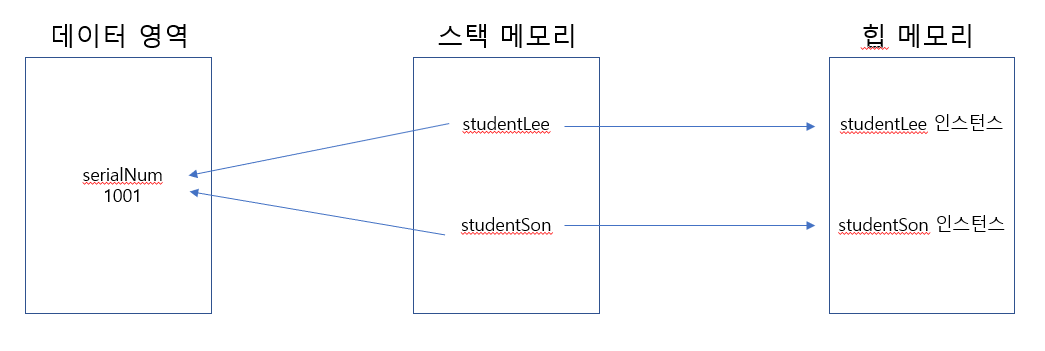 데이터 영역
스택 메모리
힙 메모리
studentLee
studentLee 인스턴스
serialNum
1001
studentSon
studentSon 인스턴스